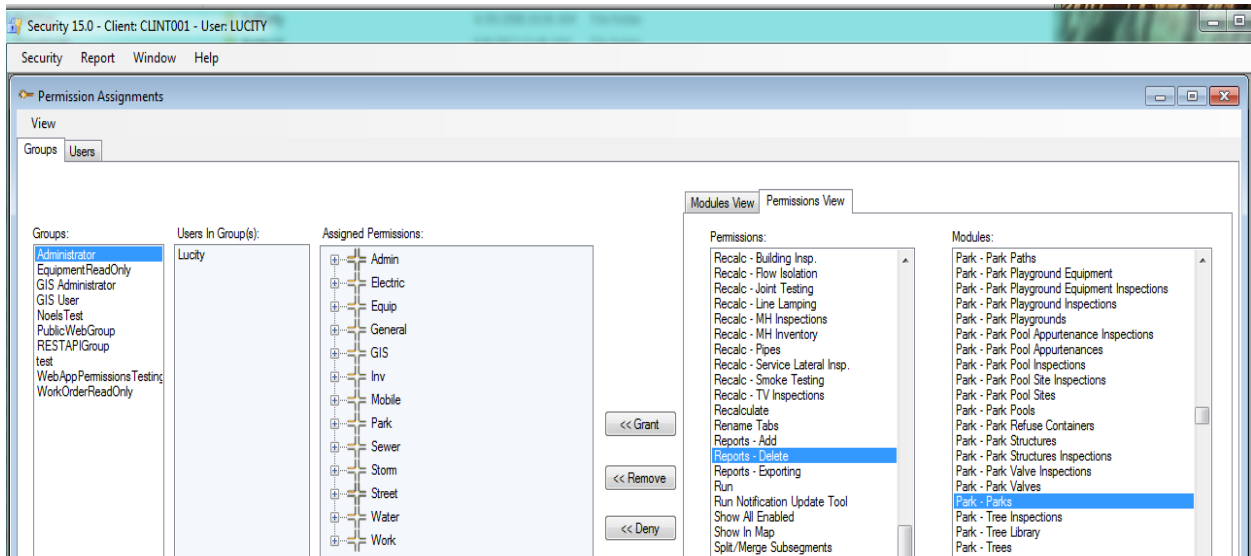 Security 15.0 - Client: CLINT001 - User: LUCITY
Security Report Window Help
Permission Assignments
View
Groups Users
Modules View Permissions View
Groups:
Administrator
EquipmentReadOnly
GIS Administrator
GIS User
NoelsTest
PublicWebGroup
RESTAPIGroup
test
WebAppPermissionsTesting
WorkOrderReadOnly
Users In Group(s):
Lucity
Assigned Permissions:
Admin
Electric
Equip
General
GIS
Inv
Mobile
Park
Sewer
Storm
Street
Water
Work
<< Grant
<< Remove
<< Deny
Permissions:
Recalc - Building Insp.
Recalc - Flow Isolation
Recalc - Joint Testing
Recalc - Line Lamping
Recalc - MH Inspections
Recalc - MH Inventory
Recalc - Pipes
Recalc - Service Lateral Insp.
Recalc - Smoke Testing
Recalc - TV Inspections
Recalculate
Rename Tabs
Reports - Add
Reports - Delete
Reports - Exporting
Run
Run Notification Update Tool
Show All Enabled
Show In Map
Split/Merge Subsegments
Modules:
Park - Park Paths
Park - Park Playground Equipment
Park - Park Playground Equipment Inspections
Park - Park Playground Inspections
Park - Park Playgrounds
Park - Park Pool Appurtenance Inspections
Park - Park Pool Appurtenances
Park - Park Pool Inspections
Park - Park Pool Site Inspections
Park - Park Pool Sites
Park - Park Pools
Park - Park Refuse Containers
Park - Park Structures
Park - Park Structures Inspections
Park - Park Valve Inspections
Park - Park Valves
Park - Parks
Park - Tree Inspections
Park - Tree Library
Park - Trees